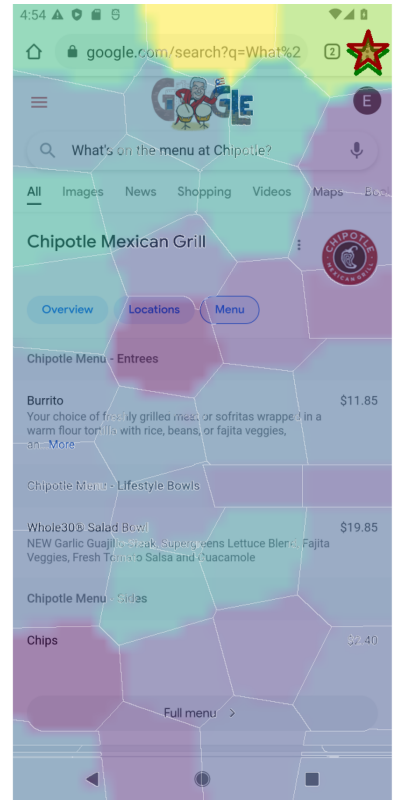 4:54
google.com/search?q=What%2
2
E
What's on the menu at Chipotle?
All Images News Shopping Videos Maps
Chipotle Mexican Grill
CHIPOTLE
MEXICAN GRILL
Overview Locations Menu
Chipotle Menu - Entrees
Burrito $11.85
Your choice of freshly grilled meat or sofritas wrapped in a
warm flour tortilla with rice, beans, or fajita veggies,
More
Chipotle Menu - Lifestyle Bowls
Whole30® Salad Bowl $19.85
NEW Garlic Guajillo Steak, Supergreens Lettuce Blend, Fajita
Veggies, Fresh Tomato Salsa and Guacamole
Chipotle Menu - Sides
Chips
Full menu >